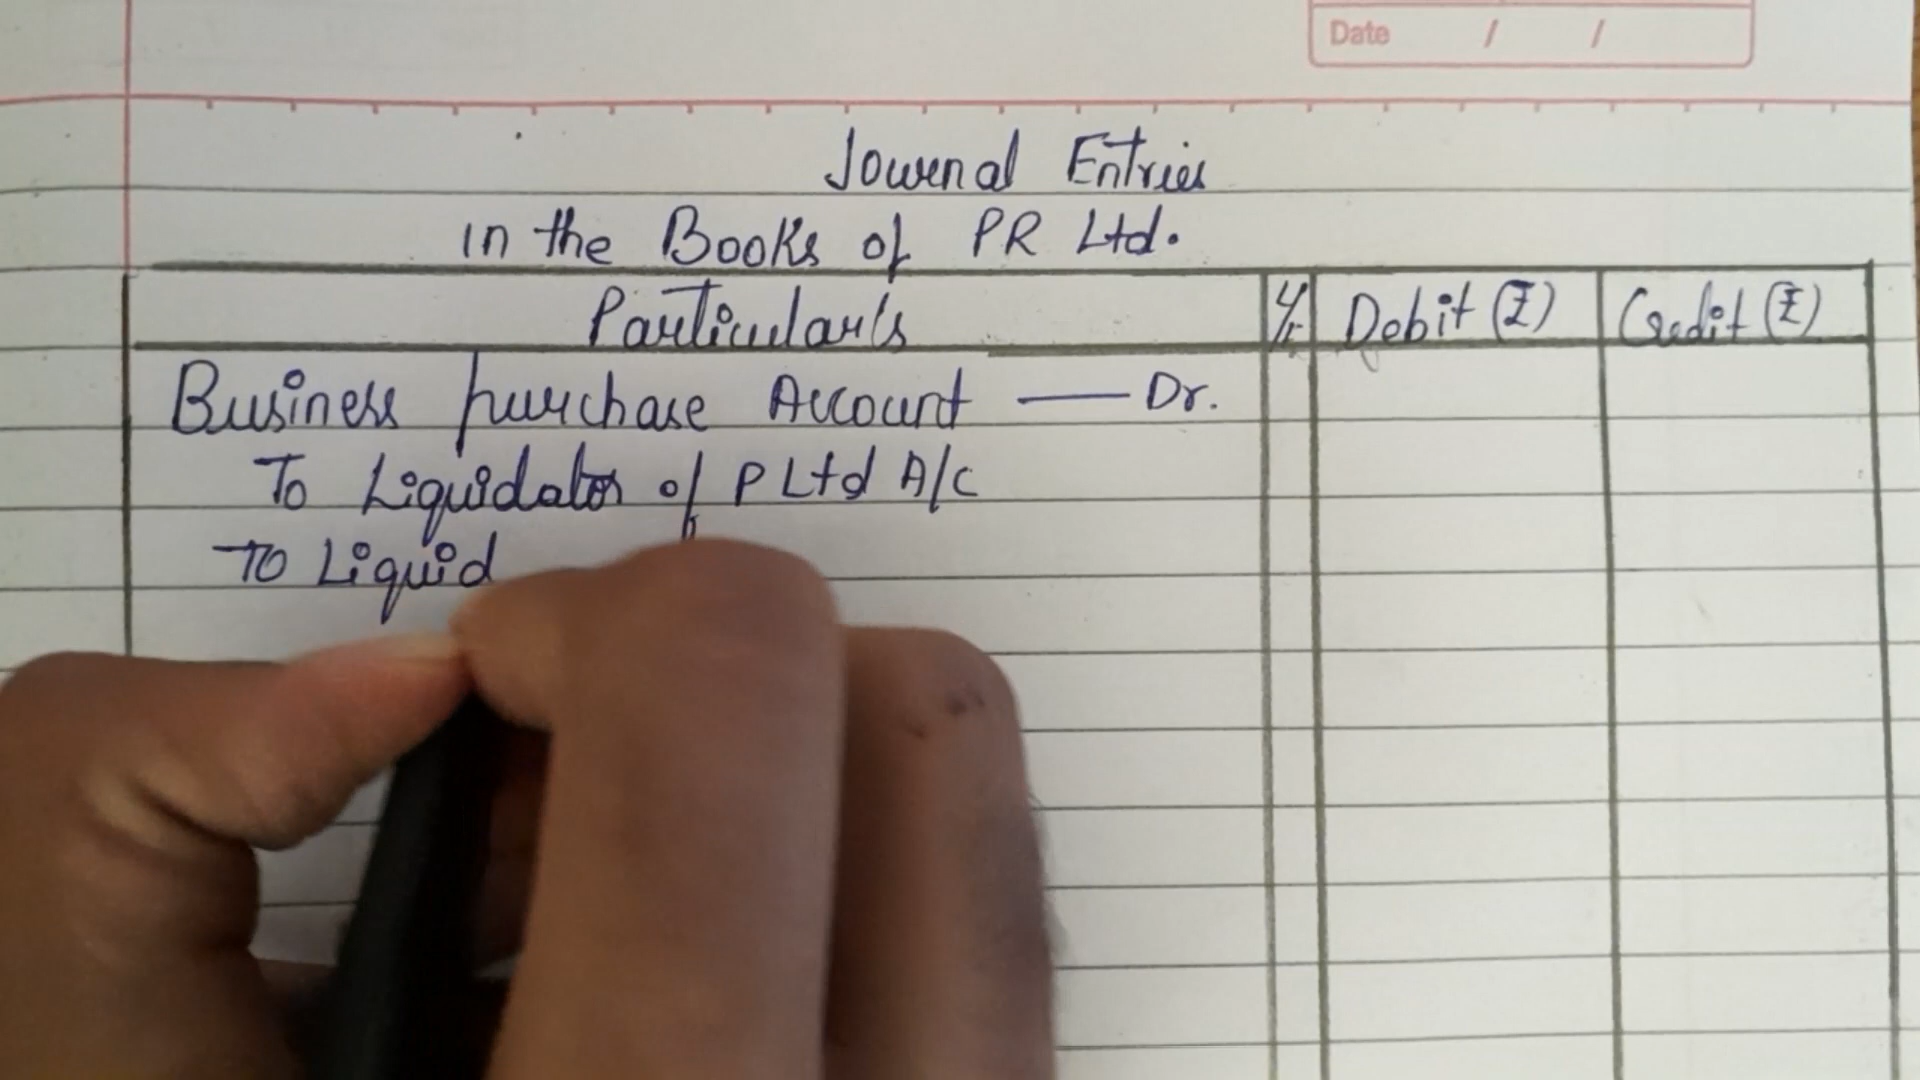 Date / /
Journal Entries
in the Books of PR Ltd.
Particulars L/F Debit (₹) Credit (₹)
Business purchase Account — Dr.
To Liquidator of P Ltd A/C
To Liquid